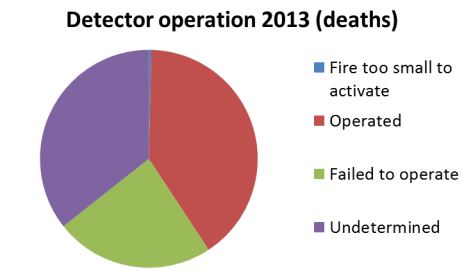 Detector operation 2013 (deaths)
Fire too small to
activate
Operated
Failed to operate
Undetermined